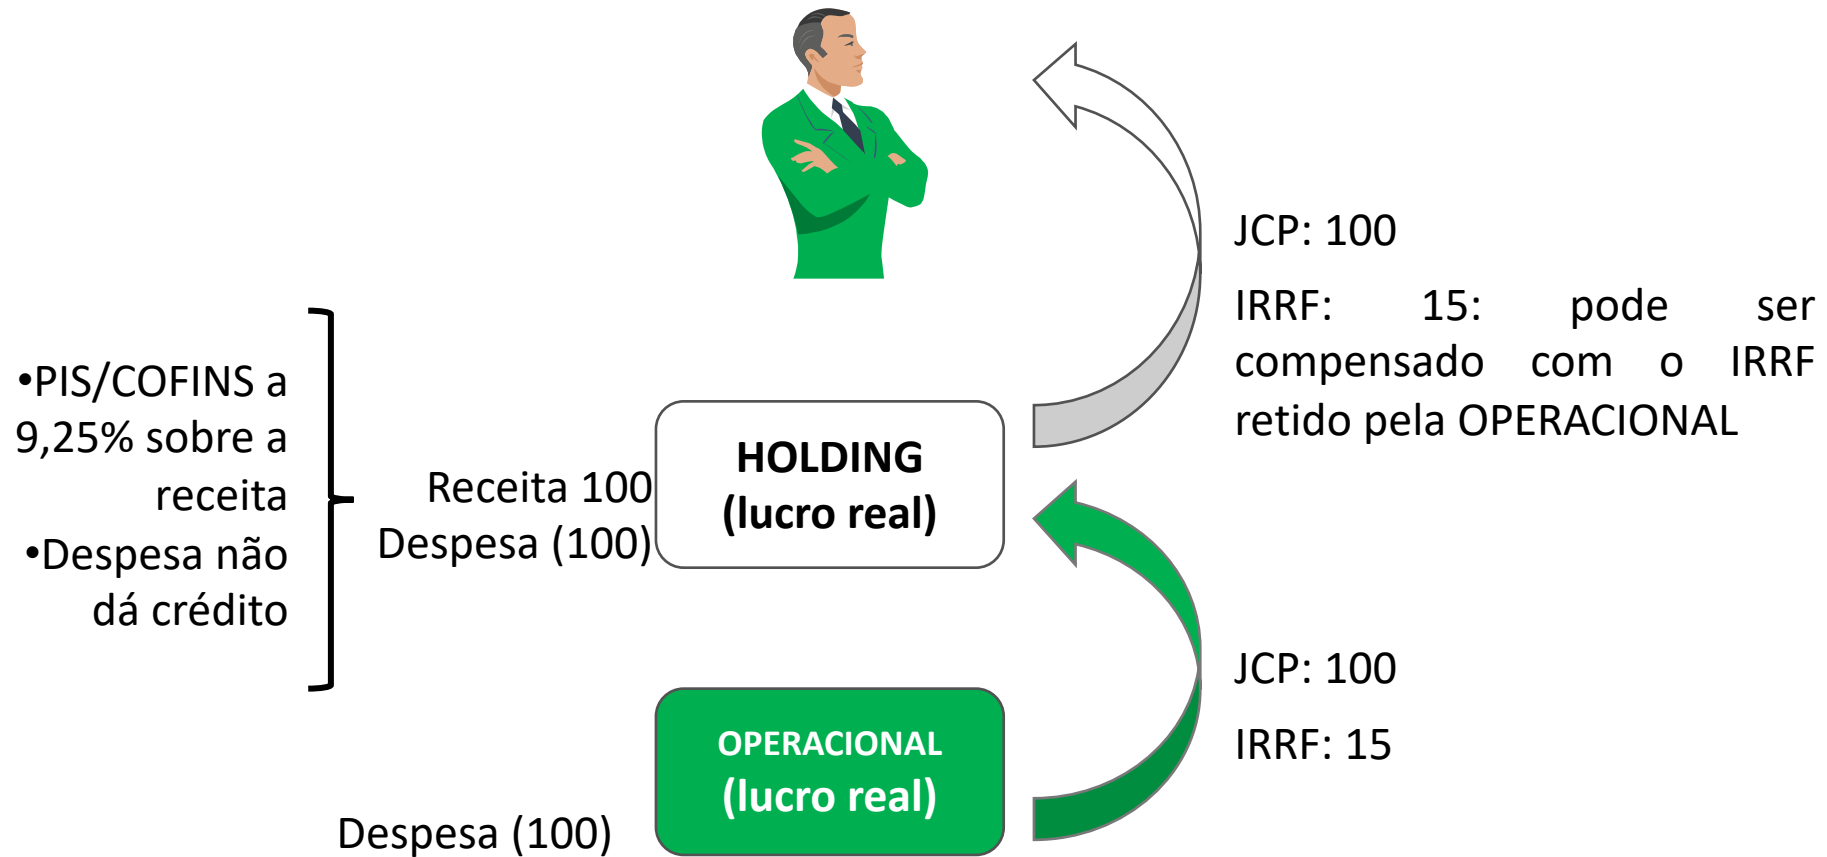 JCP: 100
IRRF: 15: pode ser
compensado com o IRRF
retido pela OPERACIONAL
•PIS/COFINS a
9,25% sobre a
receita
•Despesa não
dá crédito
Receita 100
Despesa (100)
HOLDING
(lucro real)
JCP: 100
IRRF: 15
OPERACIONAL
(lucro real)
Despesa (100)